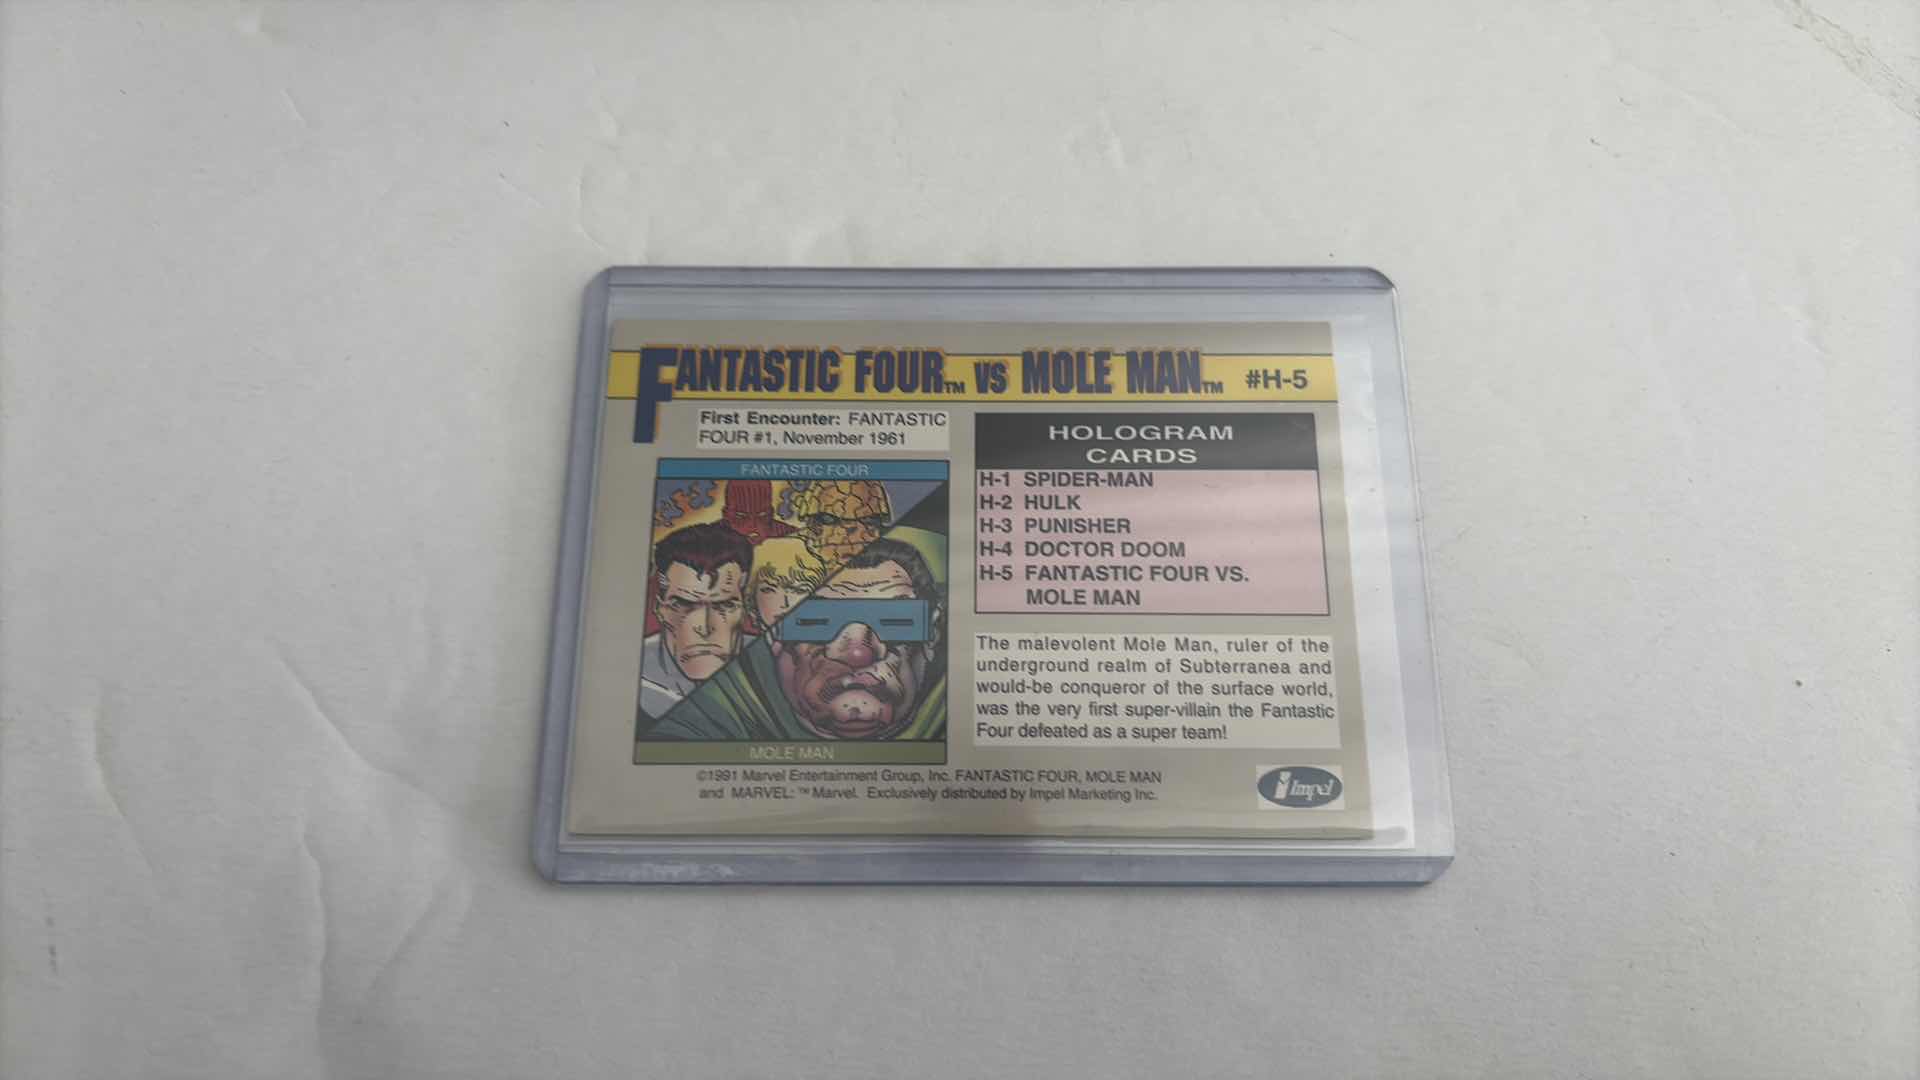 FANTASTIC FOUR™ VS MOLE MAN™ #H-5
First Encounter: FANTASTIC
FOUR #1, November 1961
FANTASTIC FOUR
MOLE MAN
HOLOGRAM
CARDS
H-1 SPIDER-MAN
H-2 HULK
H-3 PUNISHER
H-4 DOCTOR DOOM
H-5 FANTASTIC FOUR VS.
MOLE MAN
The malevolent Mole Man, ruler of the
underground realm of Subterranea and
would-be conqueror of the surface world,
was the very first super-villain the Fantastic
Four defeated as a super team!
©1991 Marvel Entertainment Group, Inc. FANTASTIC FOUR, MOLE MAN
and MARVEL: ™ Marvel. Exclusively distributed by Impel Marketing Inc.
Impel